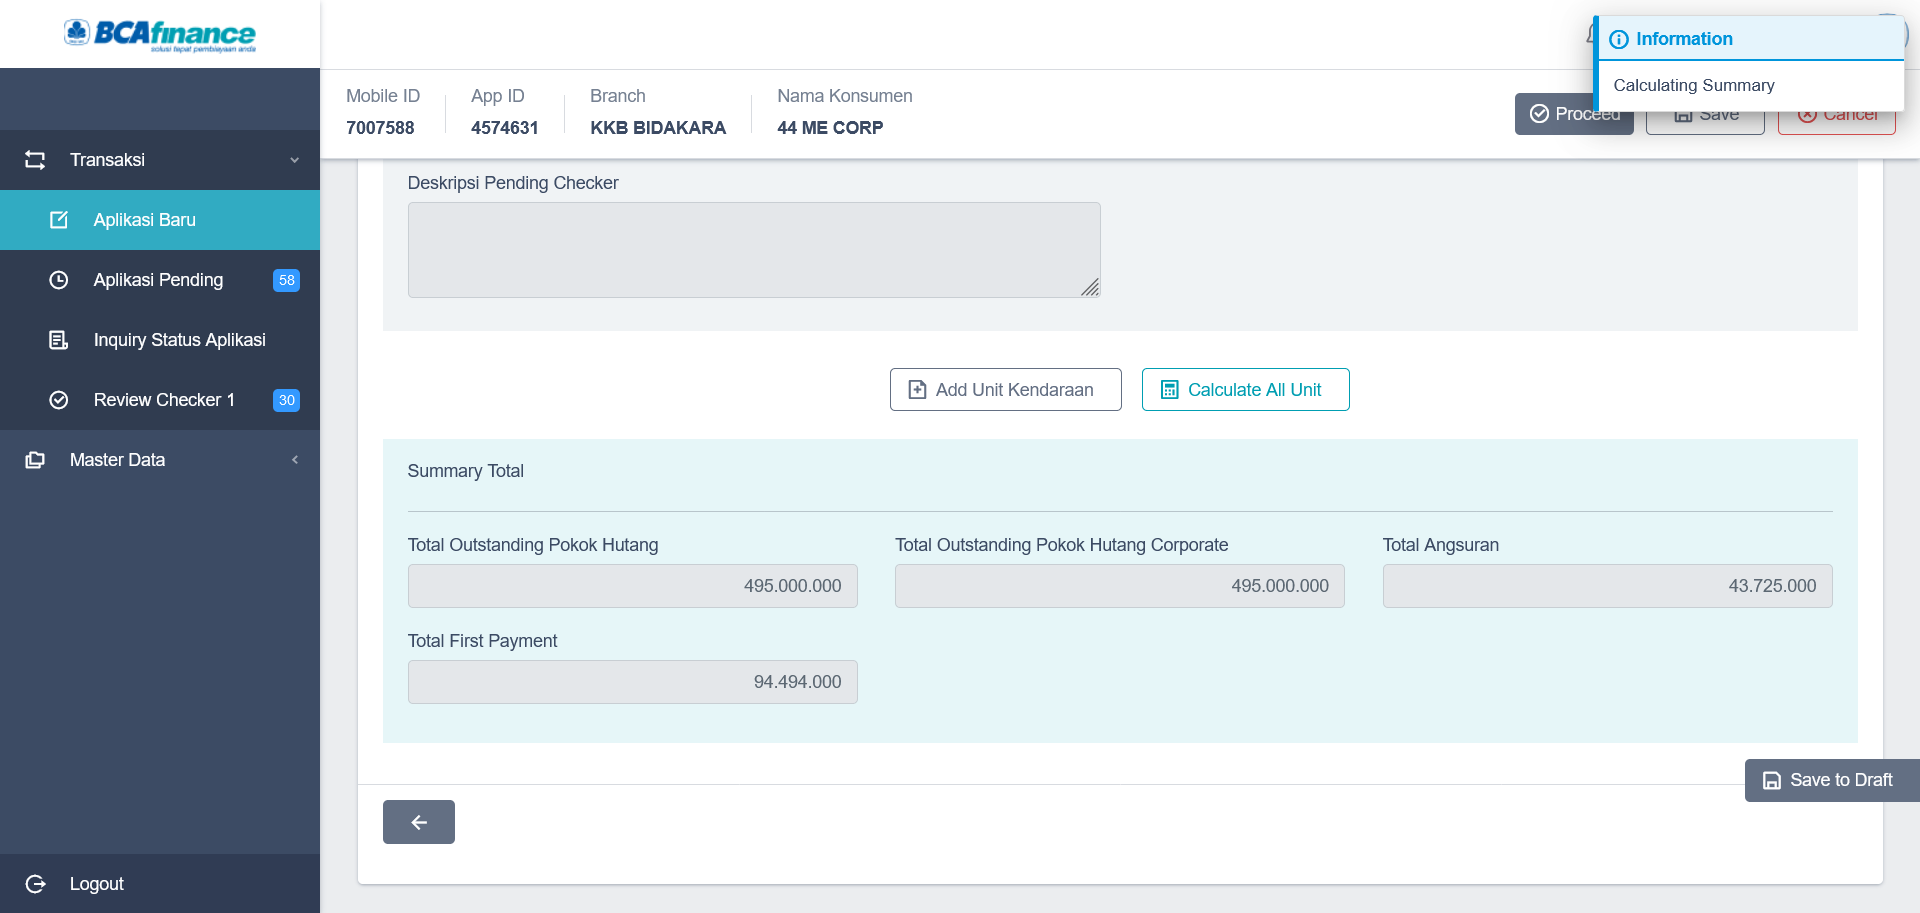 BCAfinance
solusi tepat pembiayaan anda
Information
Calculating Summary
Mobile ID
7007588
App ID
4574631
Branch
KKB BIDAKARA
Nama Konsumen
44 ME CORP
Proceed
Save
Cancel
Transaksi
Aplikasi Baru
Aplikasi Pending
58
Inquiry Status Aplikasi
Review Checker 1
30
Master Data
Logout
Deskripsi Pending Checker
Add Unit Kendaraan
Calculate All Unit
Summary Total
Total Outstanding Pokok Hutang
495.000.000
Total Outstanding Pokok Hutang Corporate
495.000.000
Total Angsuran
43.725.000
Total First Payment
94.494.000
Save to Draft